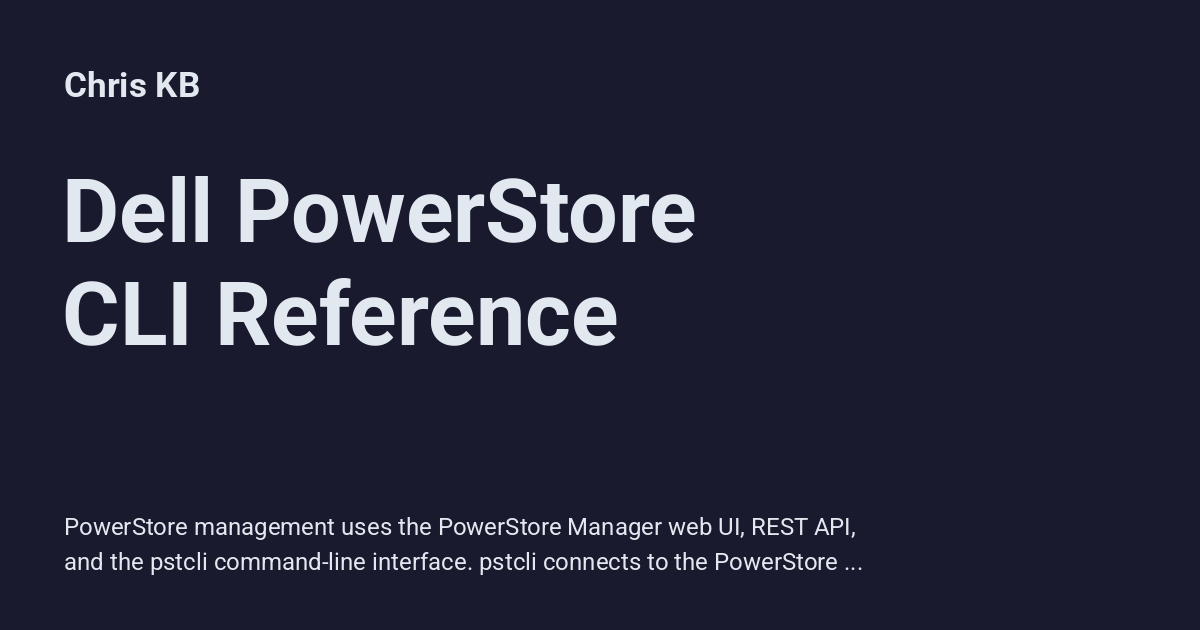 Chris KB
Dell PowerStore
CLI Reference
PowerStore management uses the PowerStore Manager web UI, REST API,
and the pstcli command-line interface. pstcli connects to the PowerStore ...